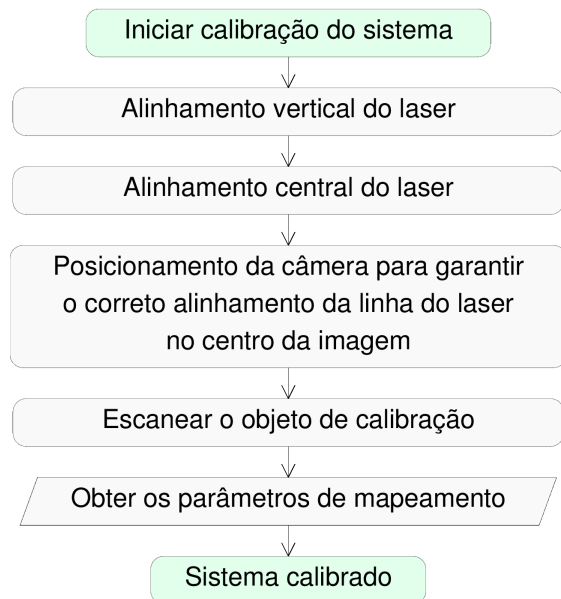 Iniciar calibração do sistema
Alinhamento vertical do laser
Alinhamento central do laser
Posicionamento da câmera para garantir
o correto alinhamento da linha do laser
no centro da imagem
Escanear o objeto de calibração
Obter os parâmetros de mapeamento
Sistema calibrado